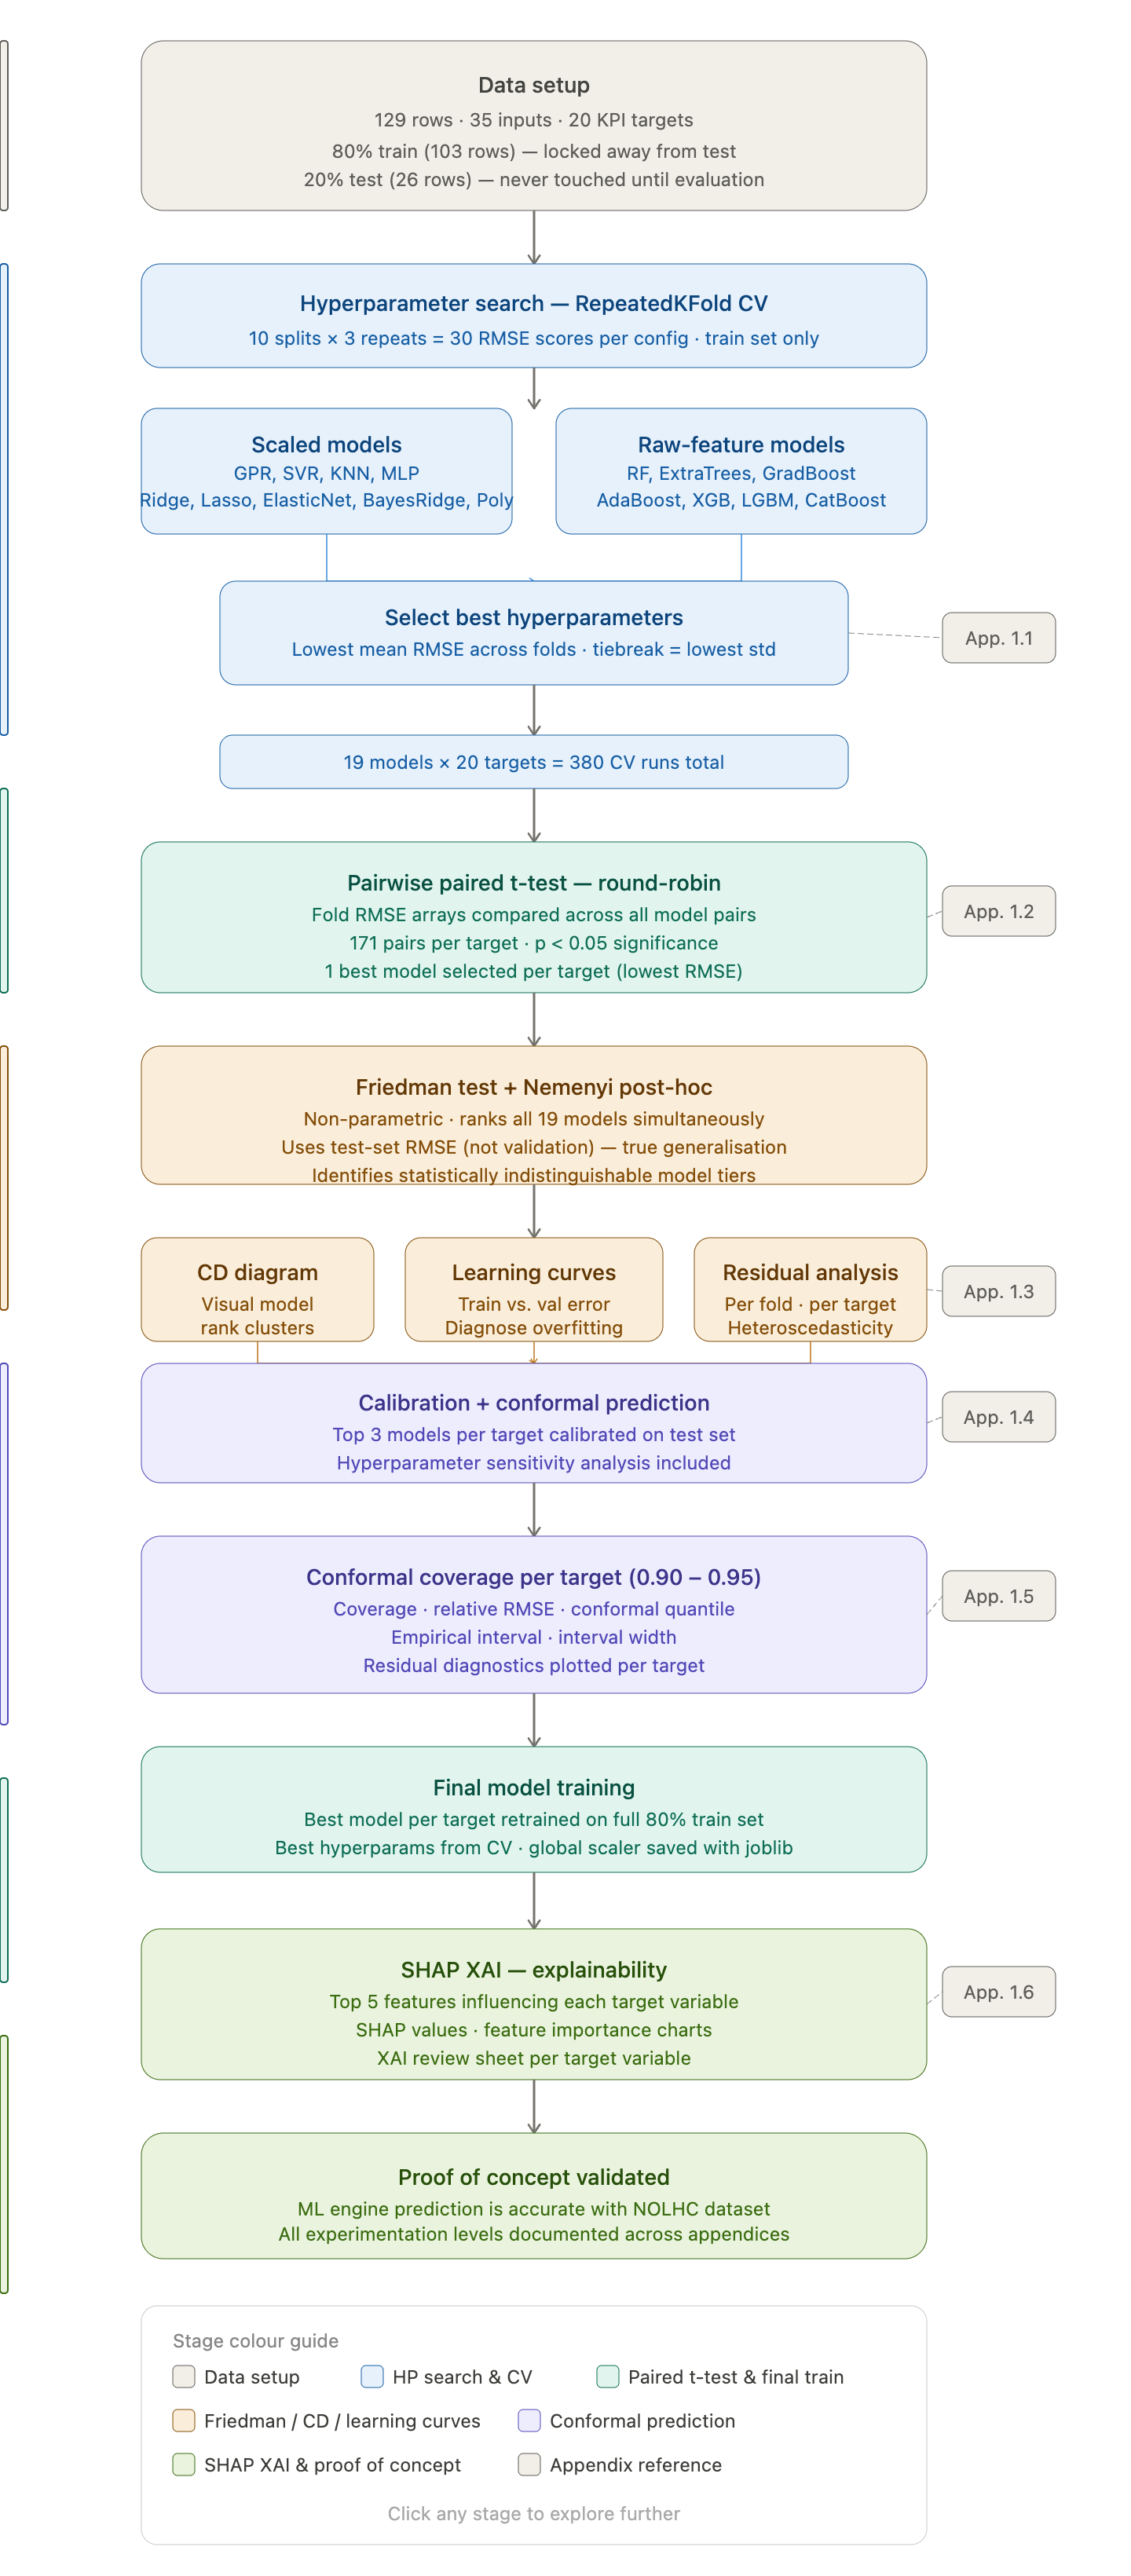 Data setup
129 rows · 35 inputs · 20 KPI targets
80% train (103 rows) — locked away from test
20% test (26 rows) — never touched until evaluation
Hyperparameter search — RepeatedKFold CV
10 splits × 3 repeats = 30 RMSE scores per config · train set only
Scaled models
GPR, SVR, KNN, MLP
Ridge, Lasso, ElasticNet, BayesRidge, Poly
Raw-feature models
RF, ExtraTrees, GradBoost
AdaBoost, XGB, LGBM, CatBoost
Select best hyperparameters
Lowest mean RMSE across folds · tiebreak = lowest std
App. 1.1
19 models × 20 targets = 380 CV runs total
Pairwise paired t-test — round-robin
Fold RMSE arrays compared across all model pairs
171 pairs per target · p < 0.05 significance
1 best model selected per target (lowest RMSE)
App. 1.2
Friedman test + Nemenyi post-hoc
Non-parametric · ranks all 19 models simultaneously
Uses test-set RMSE (not validation) — true generalisation
Identifies statistically indistinguishable model tiers
CD diagram
Visual model
rank clusters
Learning curves
Train vs. val error
Diagnose overfitting
Residual analysis
Per fold · per target
Heteroscedasticity
App. 1.3
Calibration + conformal prediction
Top 3 models per target calibrated on test set
Hyperparameter sensitivity analysis included
App. 1.4
Conformal coverage per target (0.90 – 0.95)
Coverage · relative RMSE · conformal quantile
Empirical interval · interval width
Residual diagnostics plotted per target
App. 1.5
Final model training
Best model per target retrained on full 80% train set
Best hyperparams from CV · global scaler saved with joblib
SHAP XAI — explainability
Top 5 features influencing each target variable
SHAP values · feature importance charts
XAI review sheet per target variable
App. 1.6
Proof of concept validated
ML engine prediction is accurate with NOLHC dataset
All experimentation levels documented across appendices
Stage colour guide
Data setup
HP search & CV
Paired t-test & final train
Friedman / CD / learning curves
Conformal prediction
SHAP XAI & proof of concept
Appendix reference
Click any stage to explore further